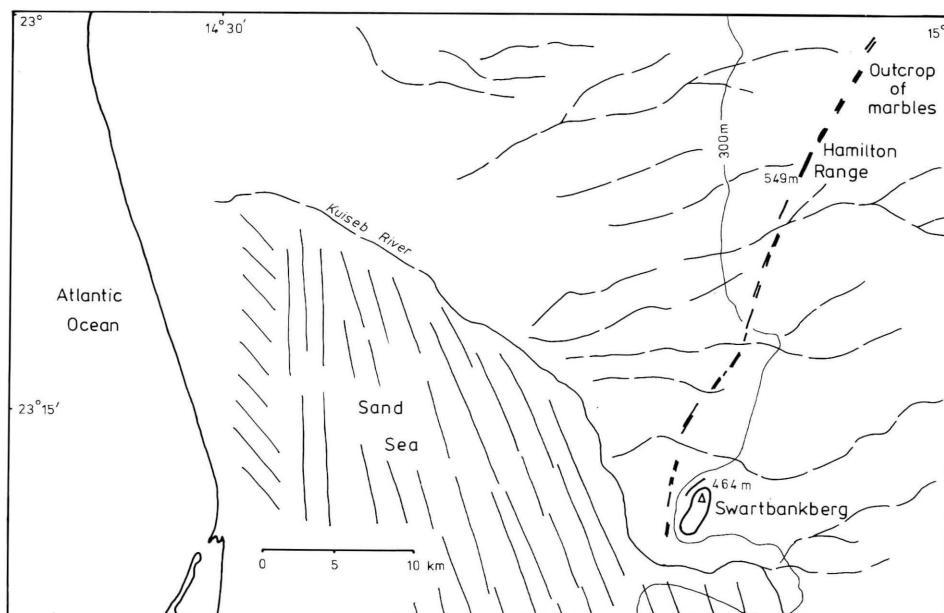 23°
14°30'
15°
Outcrop
of
marbles
300m
Hamilton
Range
549m
Kuiseb River
Atlantic
Ocean
23°15'
Sand
Sea
464m
Swartbankberg
0 5 10 km